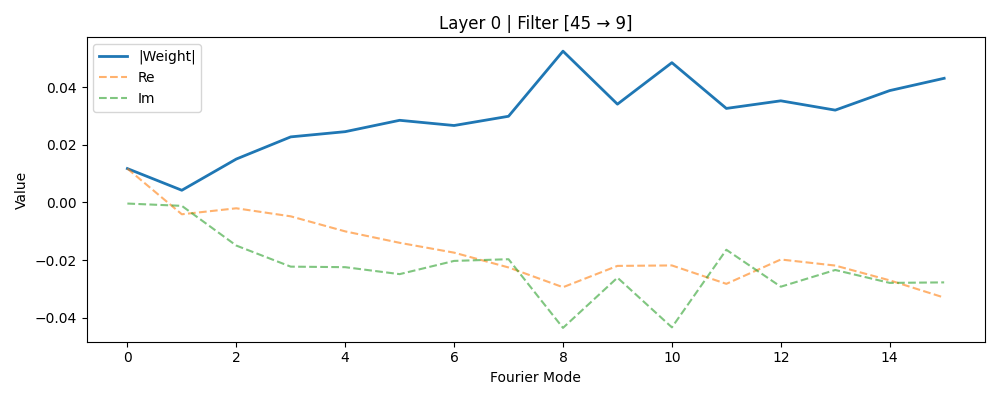 Layer 0 | Filter [45 → 9]
|Weight|
Re
Im
Value
0.04
0.02
0.00
−0.02
−0.04
0 2 4 6 8 10 12 14
Fourier Mode